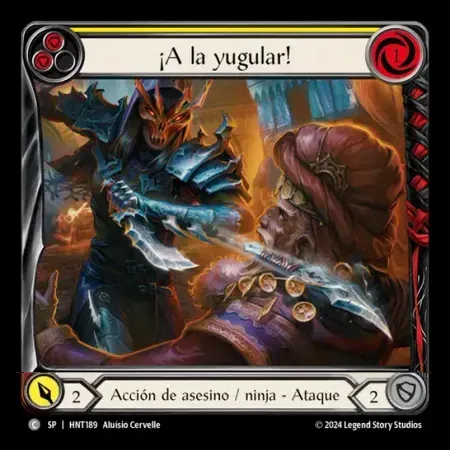 ¡A la yugular!
1
2 Acción de asesino / ninja - Ataque 2
C SP | HNT189 Aluisio Cervelle © 2024 Legend Story Studios